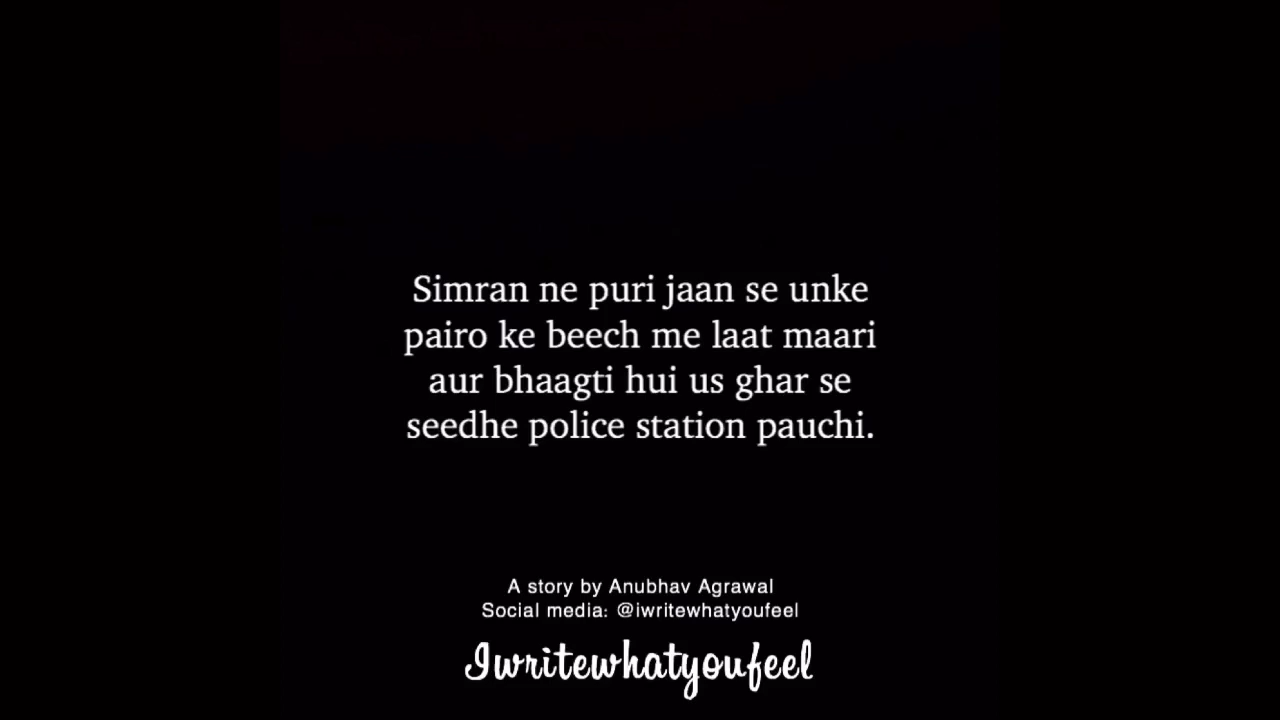 Simran ne puri jaan se unke
pairo ke beech me laat maari
aur bhaagti hui us ghar se
seedhe police station pauchi.
A story by Anubhav Agrawal
Social media: @iwritewhatyoufeel
Iwritewhatyoufeel